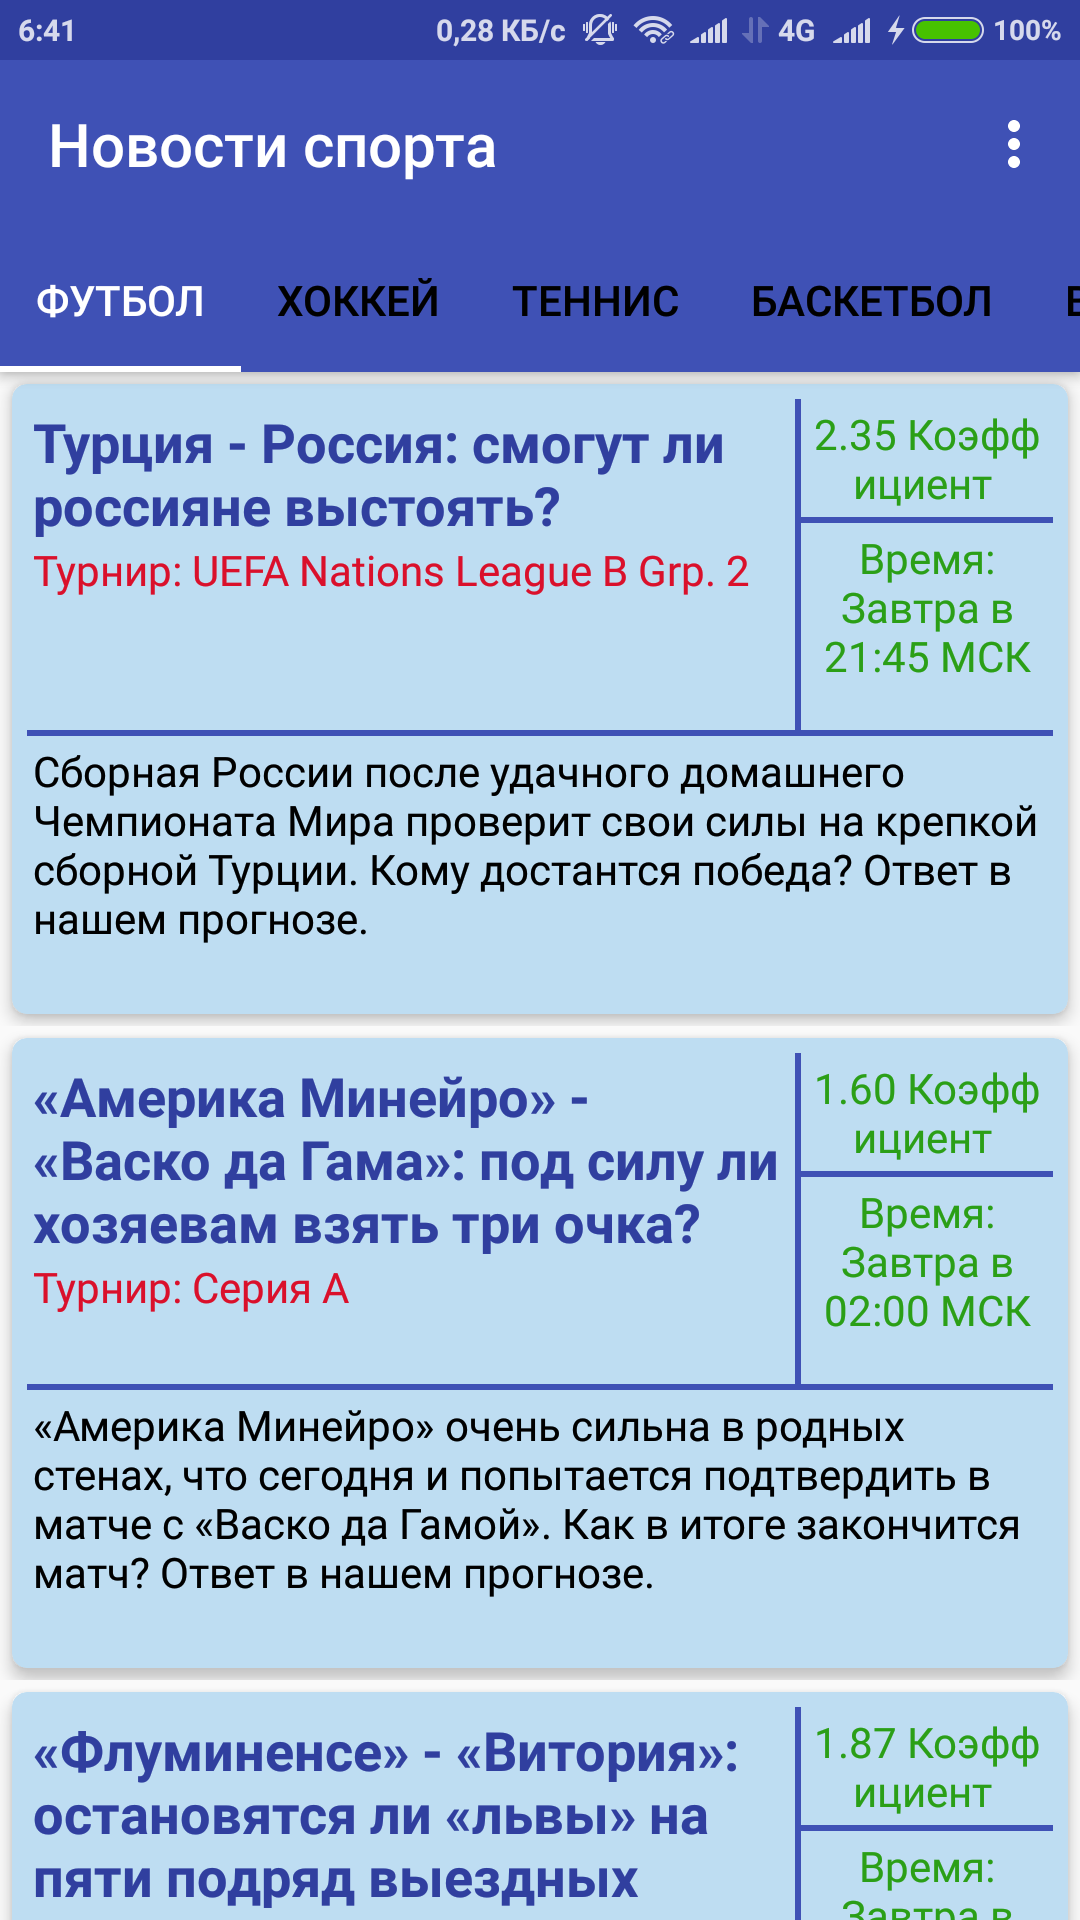 6:41
0,28 КБ/с
4G
100%
Новости спорта
ФУТБОЛ
ХОККЕЙ
ТЕННИС
БАСКЕТБОЛ
Турция - Россия: смогут ли
россияне выстоять?
Турнир: UEFA Nations League B Grp. 2
2.35 Коэфф
ициент
Время:
Завтра в
21:45 МСК
Сборная России после удачного домашнего
Чемпионата Мира проверит свои силы на крепкой
сборной Турции. Кому достантся победа? Ответ в
нашем прогнозе.
«Америка Минейро» -
«Васко да Гама»: под силу ли
хозяевам взять три очка?
Турнир: Серия А
1.60 Коэфф
ициент
Время:
Завтра в
02:00 МСК
«Америка Минейро» очень сильна в родных
стенах, что сегодня и попытается подтвердить в
матче с «Васко да Гамой». Как в итоге закончится
матч? Ответ в нашем прогнозе.
«Флуминенсе» - «Витория»:
остановятся ли «львы» на
пяти подряд выездных
1.87 Коэфф
ициент
Время:
Завтра в